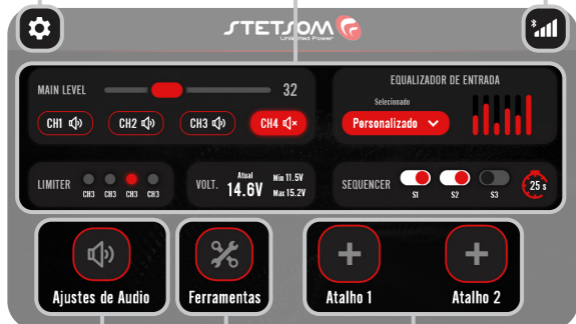 STETSOM
Unlimited Power
MAIN LEVEL 32
CH1 CH2 CH3 CH4
EQUALIZADOR DE ENTRADA
Selecionado
Personalizado
LIMITER
CH3 CH3 CH3 CH3
VOLT. Atual 14.6V Min 11.5V Max 15.2V
SEQUENCER S1 S2 S3 25 s
Ajustes de Audio
Ferramentas
Atalho 1
Atalho 2